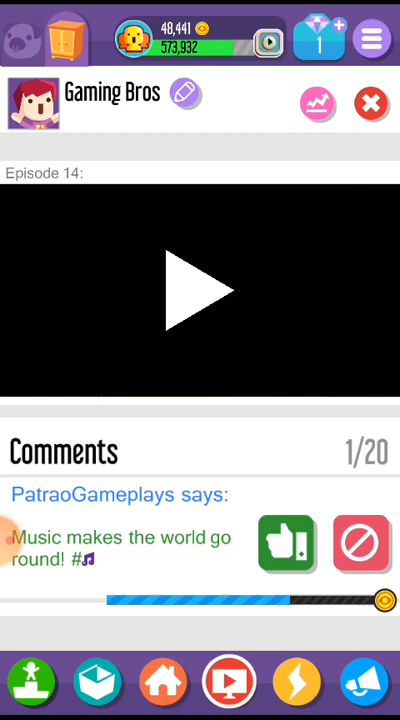 48,441
573,932
1
Gaming Bros
Episode 14:
Comments 1/20
PatraoGameplays says:
Music makes the world go
round! #🎵